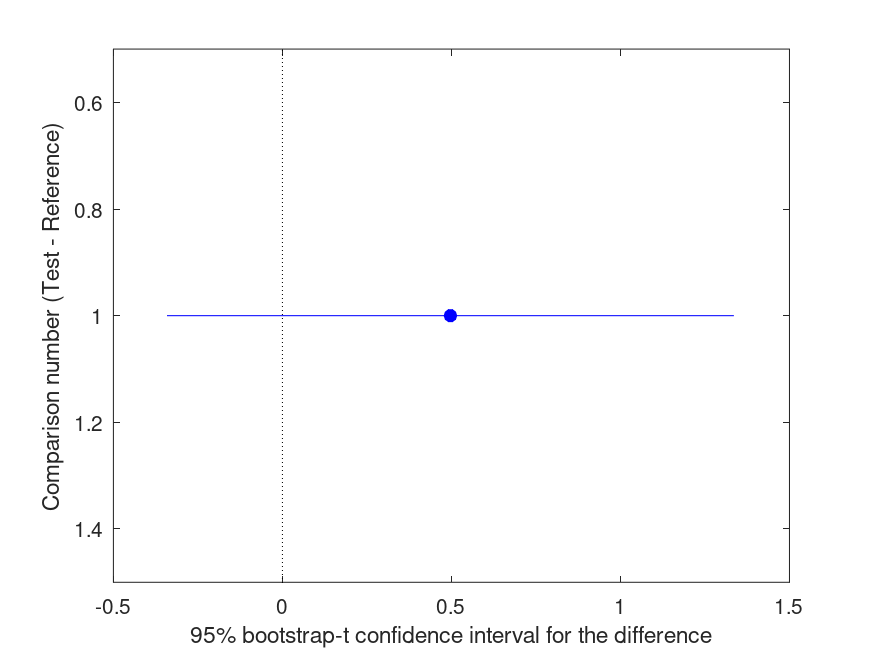 0.6
0.8
1
1.2
1.4
Comparison number (Test - Reference)
-0.5 0 0.5 1 1.5
95% bootstrap-t confidence interval for the difference